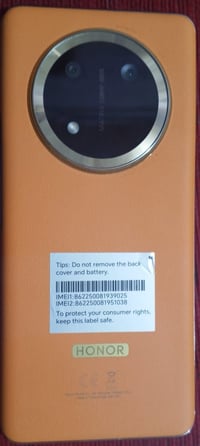 Tips: Do not remove the back
cover and battery.
IMEI1:862250081939025
IMEI2:862250081951038
To protect your consumer rights,
keep this label safe.
HONOR
CE